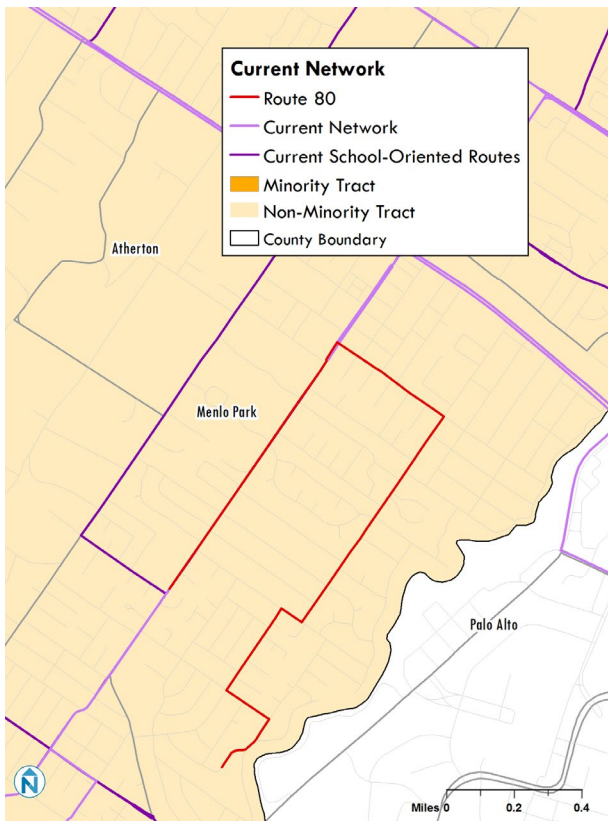 Current Network
Route 80
Current Network
Current School-Oriented Routes
Minority Tract
Non-Minority Tract
County Boundary
Atherton
Menlo Park
Palo Alto
N
Miles 0 0.2 0.4